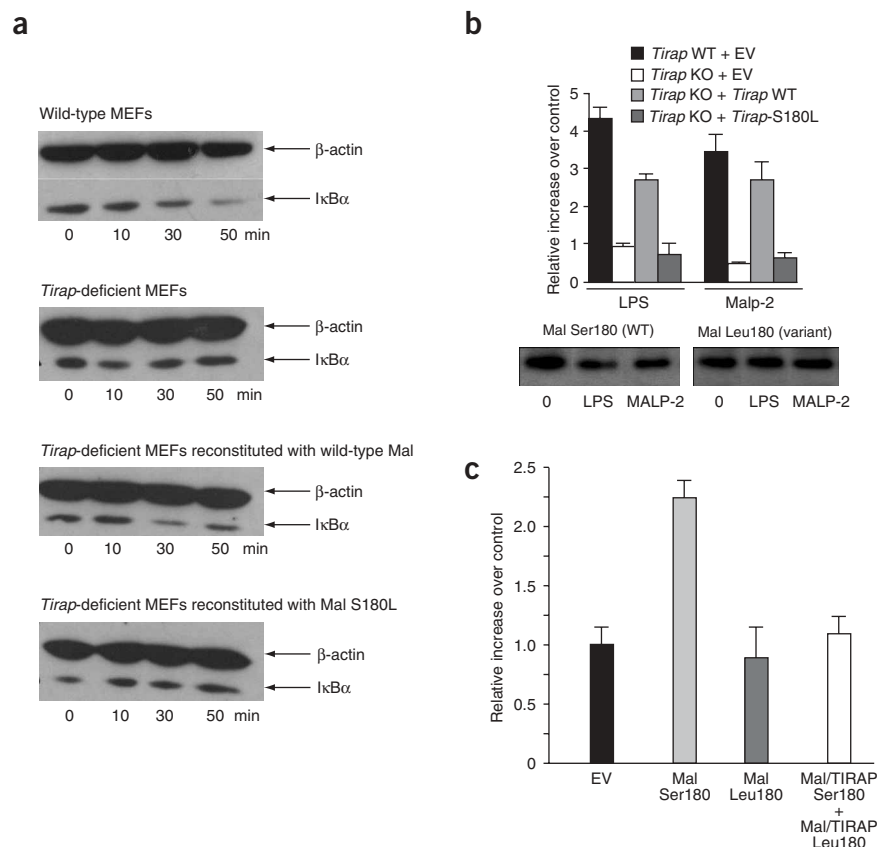 a
Wild-type MEFs
β-actin
IκBα
0 10 30 50 min
Tirap-deficient MEFs
β-actin
IκBα
0 10 30 50 min
Tirap-deficient MEFs reconstituted with wild-type Mal
β-actin
IκBα
0 10 30 50 min
Tirap-deficient MEFs reconstituted with Mal S180L
β-actin
IκBα
0 10 30 50 min
b
Tirap WT + EV
Tirap KO + EV
Tirap KO + Tirap WT
Tirap KO + Tirap-S180L
Relative increase over control
5
4
3
2
1
0
LPS Malp-2
Mal Ser180 (WT) Mal Leu180 (variant)
0 LPS MALP-2 0 LPS MALP-2
c
Relative increase over control
2.5
2.0
1.5
1.0
0.5
0
EV
Mal
Ser180
Mal
Leu180
Mal/TIRAP
Ser180
+
Mal/TIRAP
Leu180